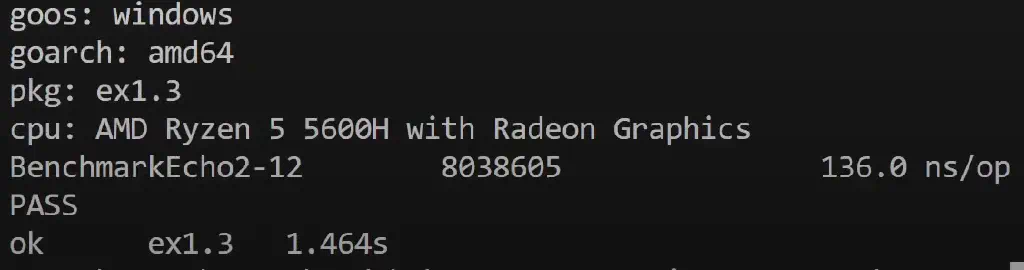 goos: windows
goarch: amd64
pkg: ex1.3
cpu: AMD Ryzen 5 5600H with Radeon Graphics
BenchmarkEcho2-12 8038605 136.0 ns/op
PASS
ok ex1.3 1.464s